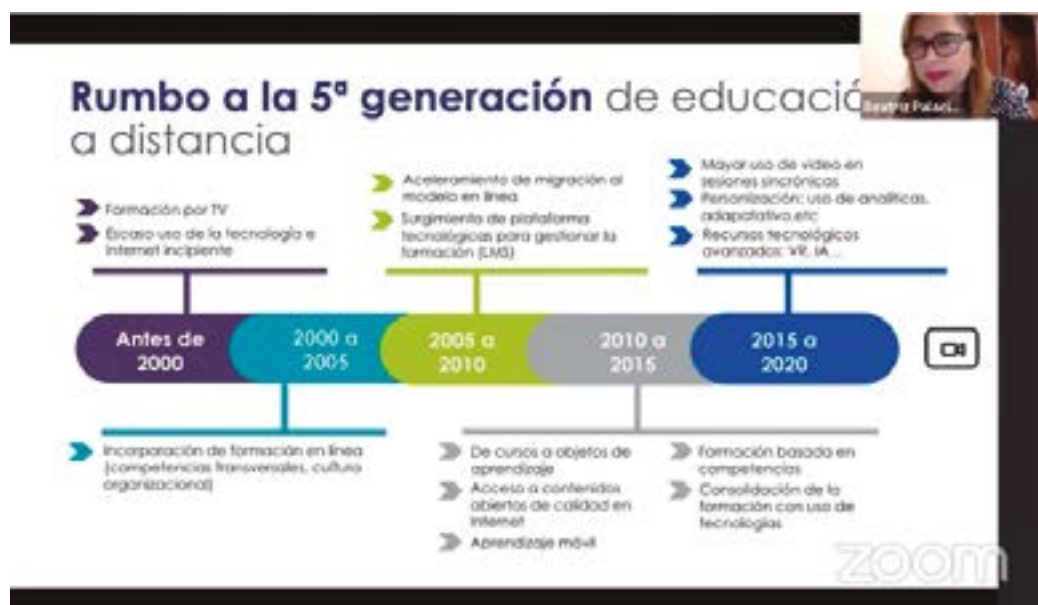 Rumbo a la 5ª generación de educació
a distancia
Beatriz Palaci...
Formación por TV
Escaso uso de la tecnología e
Internet incipiente
Aceleramiento de migración al
modelo en línea
Surgimiento de plataforma
tecnológicas para gestionar la
formación (LMS)
Mayor uso de video en
sesiones sincrónicas
Personización: uso de analíticas,
adapatativo,etc
Recursos tecnológicos
avanzados: VR, IA...
Antes de
2000
2000 a
2005
2005 a
2010
2010 a
2015
2015 a
2020
Incorporación de formación en línea
(competencias transversales, cultura
organizacional)
De cursos a objetos de
aprendizaje
Acceso a contenidos
abiertos de calidad en
Internet
Aprendizaje móvil
Formación basada en
competencias
Consolidación de la
formación con uso de
tecnologías
zoom